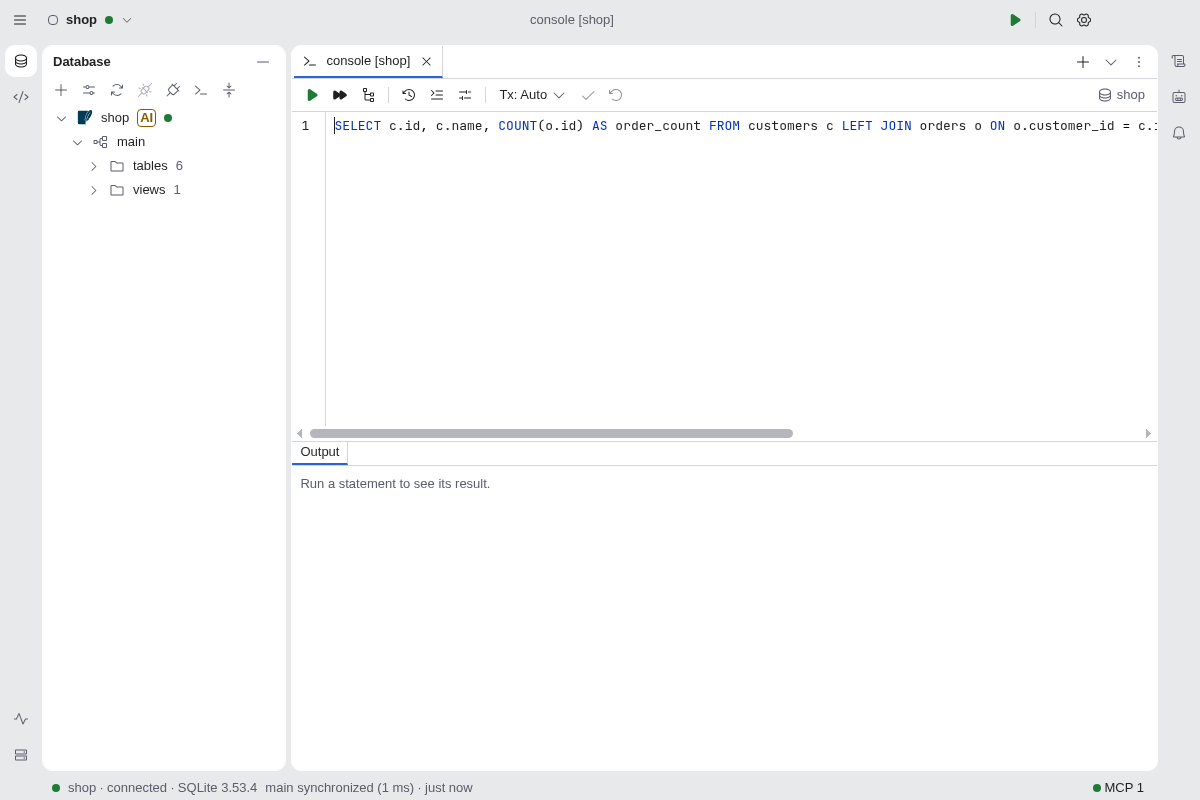 shop
console [shop]
Database
console [shop]
Tx: Auto
shop
shop AI
main
tables 6
views 1
1 SELECT c.id, c.name, COUNT(o.id) AS order_count FROM customers c LEFT JOIN orders o ON o.customer_id = c.
Output
Run a statement to see its result.
shop · connected · SQLite 3.53.4 main synchronized (1 ms) · just now
MCP 1